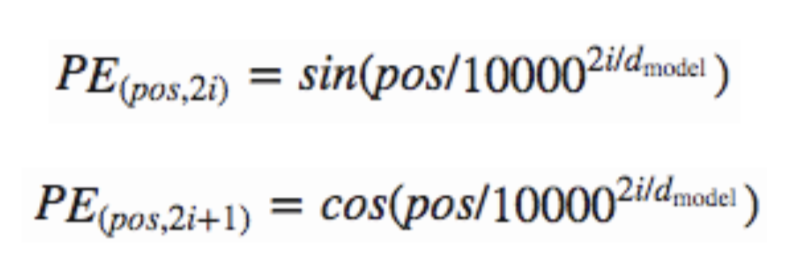 PE(pos,2i) = sin(pos/10000^2i/d_model)
PE(pos,2i+1) = cos(pos/10000^2i/d_model)